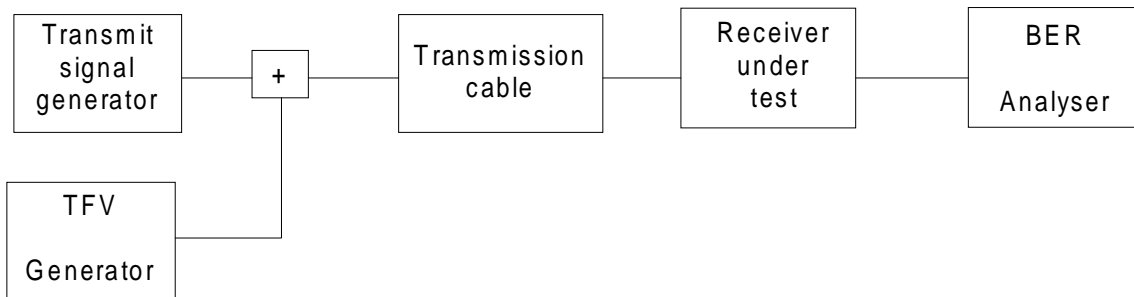 Transmit
signal
generator
+
Transmission
cable
Receiver
under
test
BER
Analyser
TFV
Generator